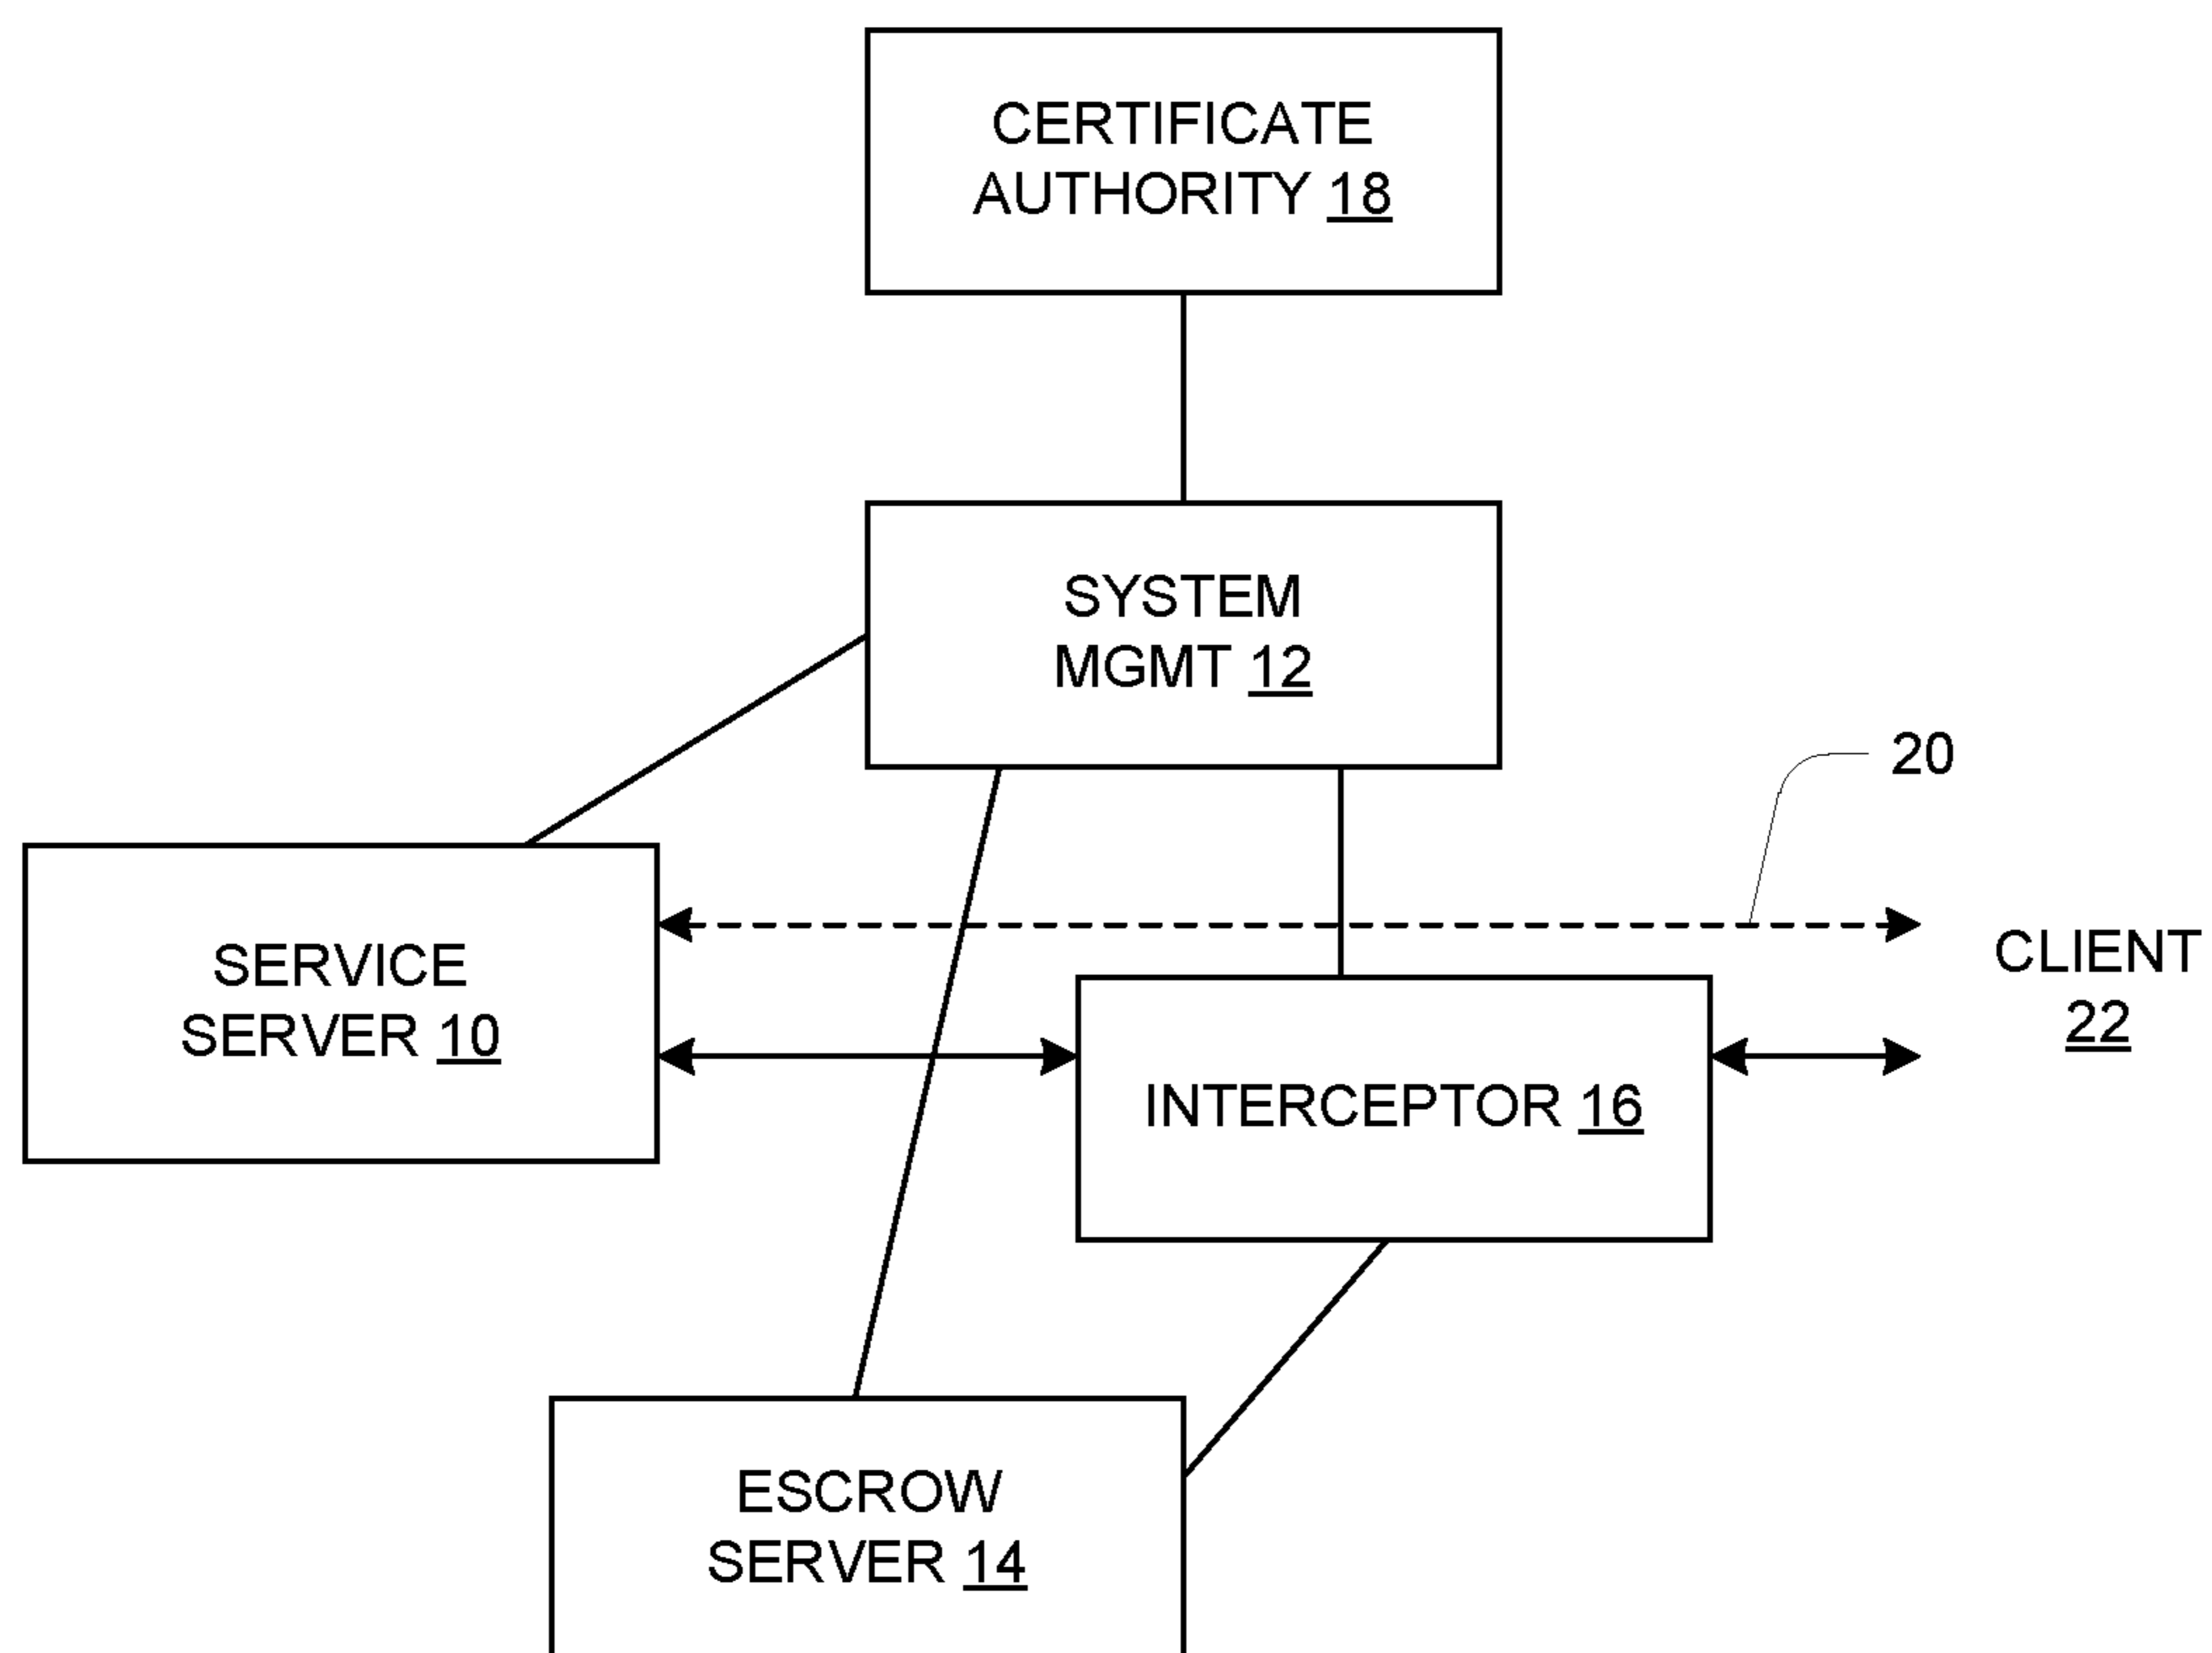 CERTIFICATE
AUTHORITY 18
SYSTEM
MGMT 12
20
SERVICE
SERVER 10
CLIENT
22
INTERCEPTOR 16
ESCROW
SERVER 14